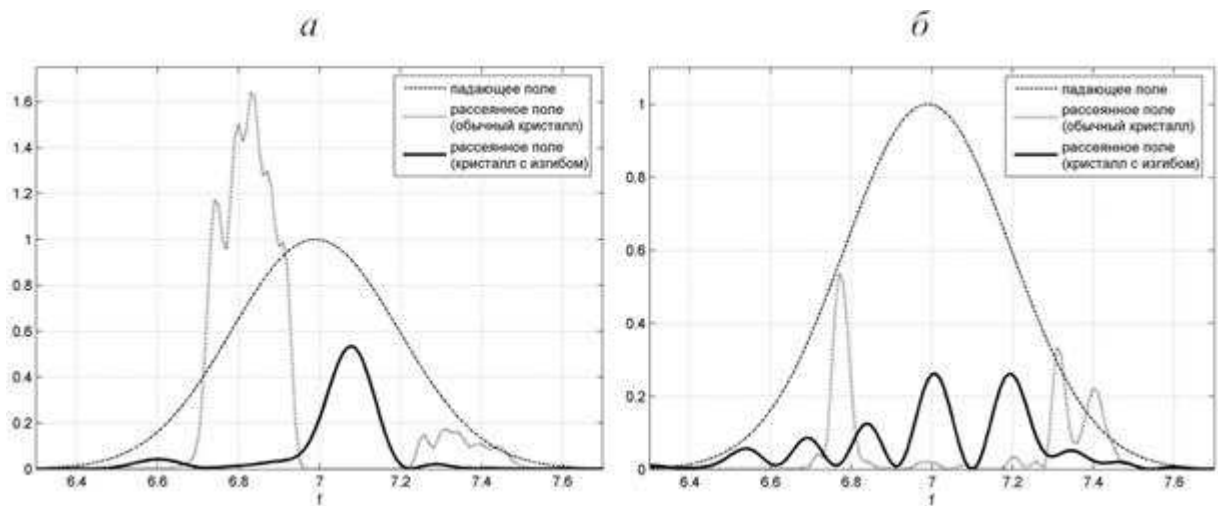 а
б
1.6
1.4
1.2
1
0.8
0.6
0.4
0.2
0
6.4 6.6 6.8 7 7.2 7.4 7.6
f
падающее поле
рассеянное поле
(обычный кристалл)
рассеянное поле
(кристалл с изгибом)
1
0.8
0.6
0.4
0.2
0
6.4 6.6 6.8 7 7.2 7.4 7.6
f
падающее поле
рассеянное поле
(обычный кристалл)
рассеянное поле
(кристалл с изгибом)